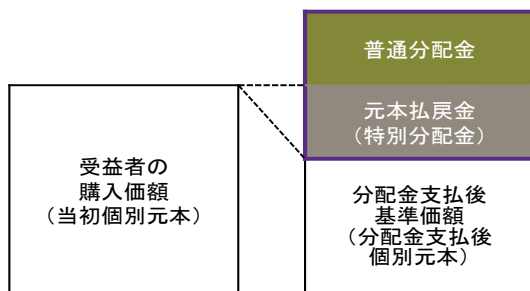 普通分配金
元本払戻金
（特別分配金）
受益者の
購入価額
（当初個別元本）
分配金支払後
基準価額
（分配金支払後
個別元本）